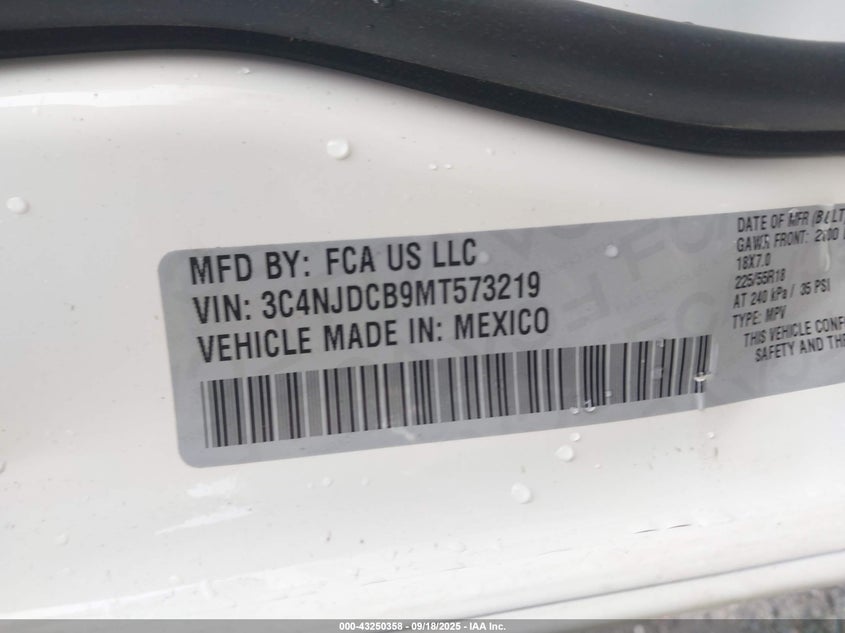 MFD BY: FCA US LLC
VIN: 3C4NJDCB9MT573219
VEHICLE MADE IN: MEXICO
DATE OF MFR
GAWR FRONT:
18X7.0
225/55R18
AT 240 kPa / 35 PSI
TYPE: MPV
THIS VEHICLE
SAFETY AND
000-43250358 - 09/18/2025 - IAA Inc.